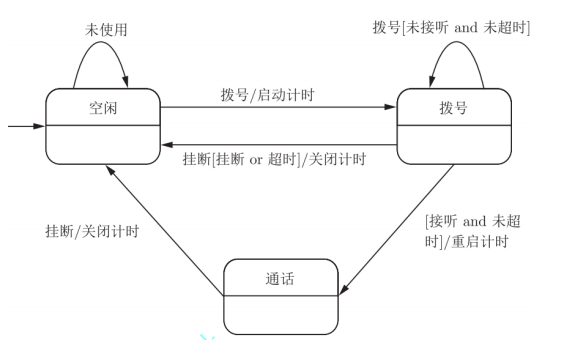 未使用
拨号[未接听 and 未超时]
空闲
拨号/启动计时
拨号
挂断[挂断 or 超时]/关闭计时
挂断/关闭计时
[接听 and 未超
时]/重启计时
通话